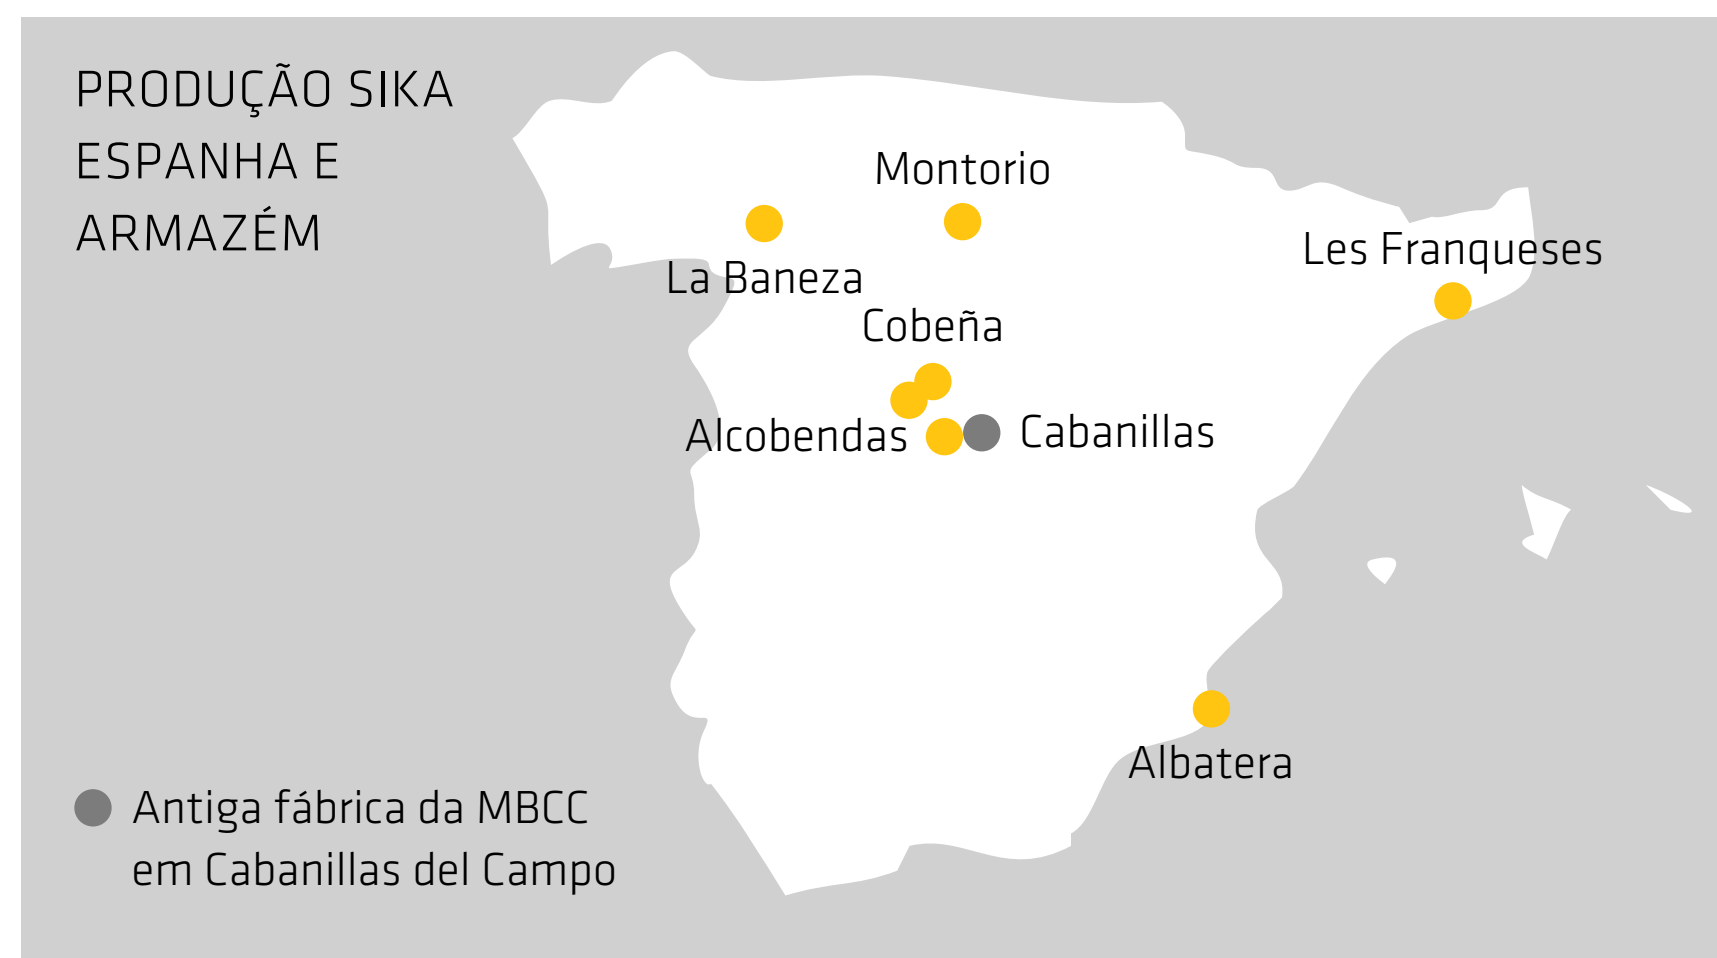 PRODUÇÃO SIKA
ESPANHA E
ARMAZÉM
Montorio
La Baneza
Les Franqueses
Cobeña
Alcobendas
Cabanillas
Albatera
Antiga fábrica da MBCC
em Cabanillas del Campo